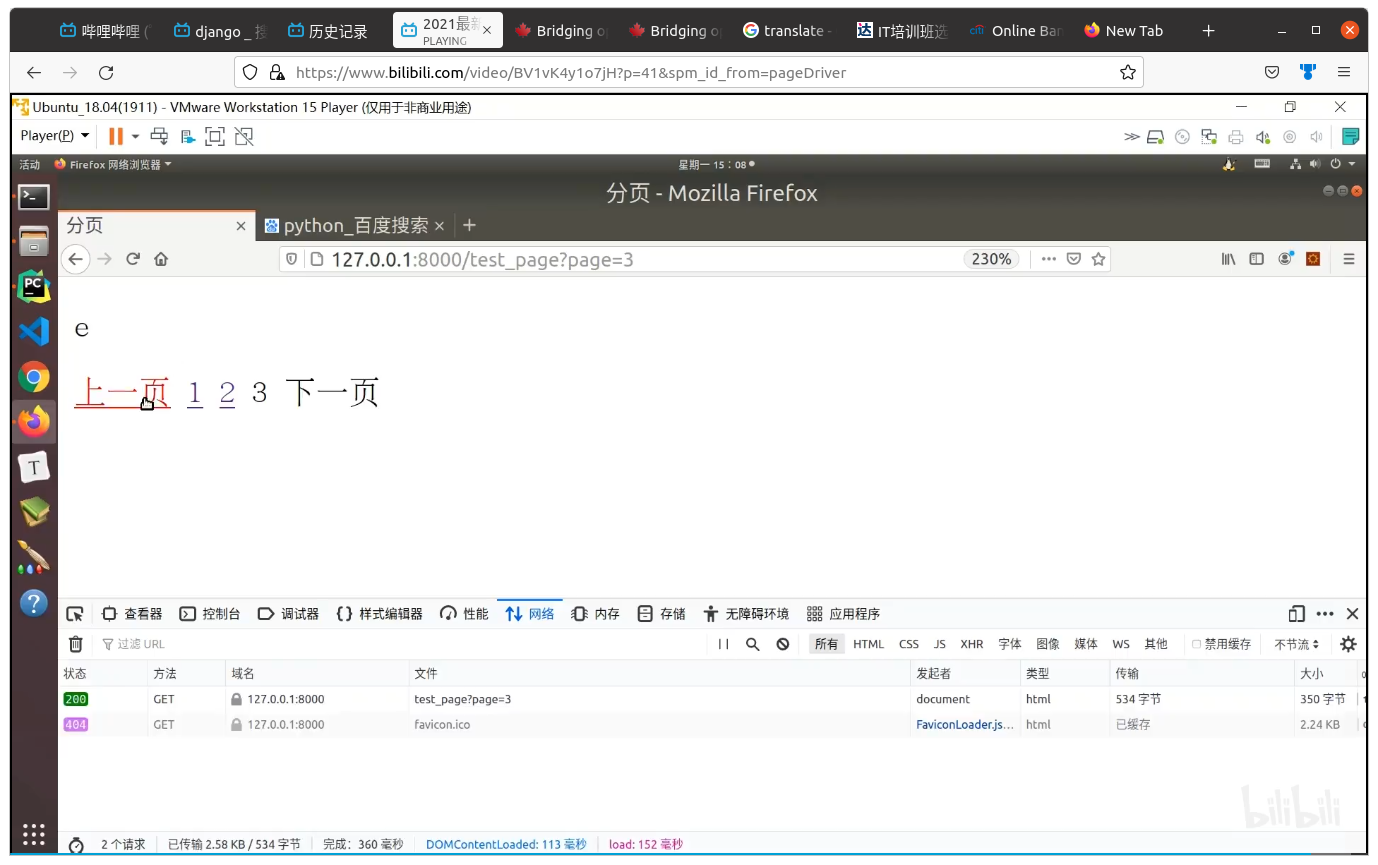 哔哩哔哩 (
django _ 搜
历史记录
2021最新
PLAYING
Bridging o
Bridging o
translate -
IT培训班选
citi Online Ban
New Tab
https://www.bilibili.com/video/BV1vK4y1o7jH?p=41&spm_id_from=pageDriver
Ubuntu_18.04(1911) - VMware Workstation 15 Player (仅用于非商业用途)
Player(P)
活动 Firefox 网络浏览器 星期一 15：08
分页 - Mozilla Firefox
分页 python_百度搜索
127.0.0.1:8000/test_page?page=3 230%
e
上一页 1 2 3 下一页
查看器 控制台 调试器 样式编辑器 性能 网络 内存 存储 无障碍环境 应用程序
过滤 URL 所有 HTML CSS JS XHR 字体 图像 媒体 WS 其他 禁用缓存 不节流
状态 方法 域名 文件 发起者 类型 传输 大小
200 GET 127.0.0.1:8000 test_page?page=3 document html 534 字节 350 字节
404 GET 127.0.0.1:8000 favicon.ico FaviconLoader.js... html 已缓存 2.24 KB
bilibili
2 个请求 已传输 2.58 KB / 534 字节 完成：360 毫秒 DOMContentLoaded: 113 毫秒 load: 152 毫秒